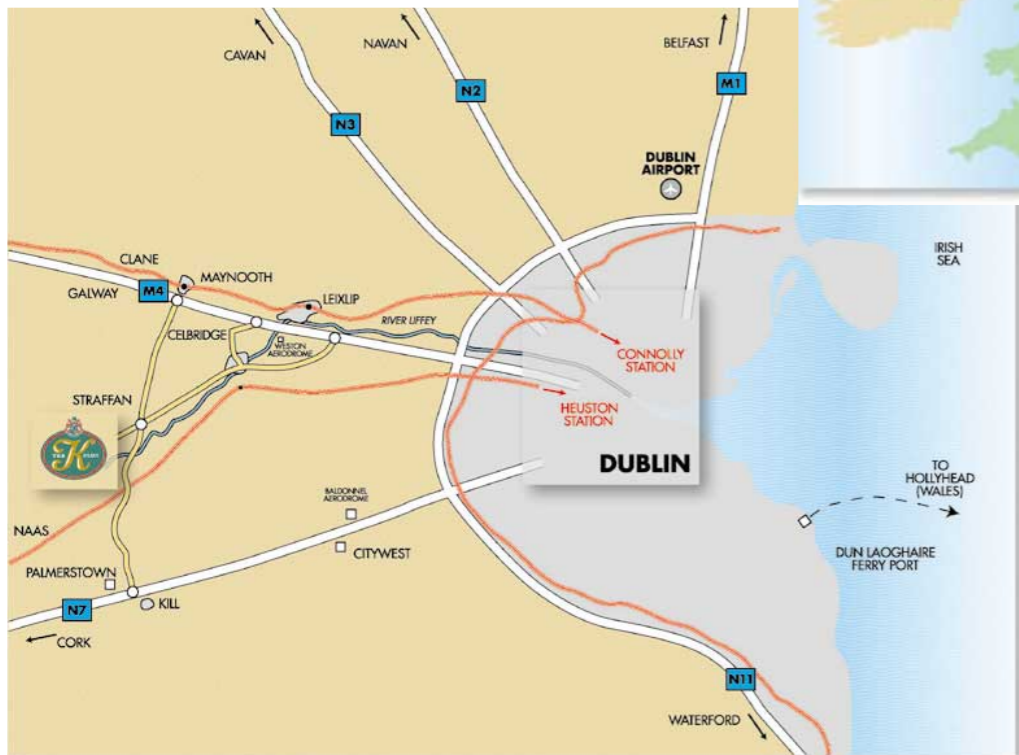 CAVAN
NAVAN
BELFAST
M1
N2
N3
DUBLIN
AIRPORT
IRISH
SEA
CLANE
MAYNOOTH
GALWAY
M4
LEIXLIP
RIVER LIFFEY
CELBRIDGE
WESTON
AERODROME
CONNOLLY
STATION
STRAFFAN
HEUSTON
STATION
THE
K
CLUB
DUBLIN
TO
HOLLYHEAD
(WALES)
BALDONNEL
AERODROME
NAAS
CITYWEST
DUN LAOGHAIRE
FERRY PORT
PALMERSTOWN
N7
KILL
CORK
N11
WATERFORD